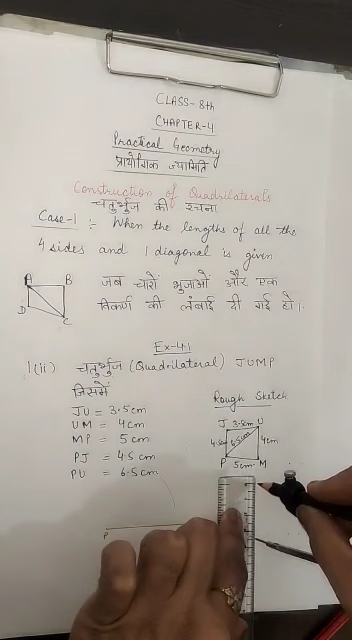 CLASS-8th
CHAPTER-4
Practical Geometry
प्रायोगिक ज्यामिति
Construction of Quadrilaterals
चतुर्भुज की रचना
Case-1 :- When the lengths of all the
4 sides and 1 diagonal is given
A B
D C
जब चारों भुजाओं और एक
विकर्ण की लंबाई दी गई हो।
Ex-4.1
1(ii) चतुर्भुज (Quadrilateral) JUMP
जिसमें
JU = 3.5cm
UM = 4cm
MP = 5cm
PJ = 4.5 cm
PU = 6.5cm
Rough Sketch
J 3.5cm U
4.5cm 6.5cm 4cm
P 5cm M
P